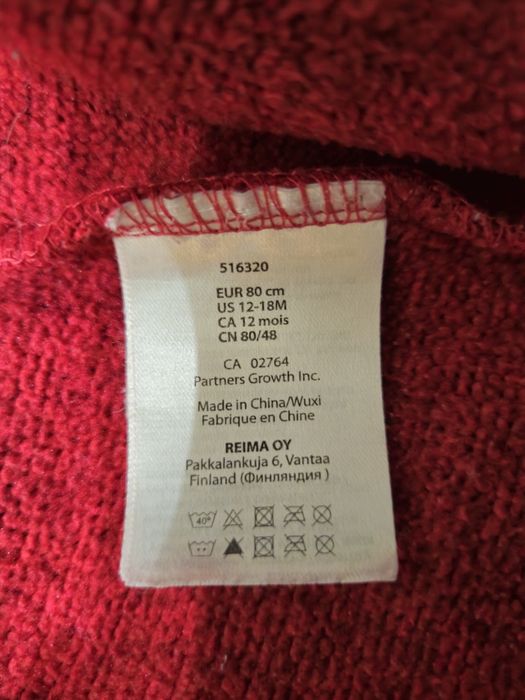 516320
EUR 80 cm
US 12-18M
CA 12 mois
CN 80/48
CA 02764
Partners Growth Inc.
Made in China/Wuxi
Fabrique en Chine
REIMA OY
Pakkalankuja 6, Vantaa
Finland (Финляндия )
40°